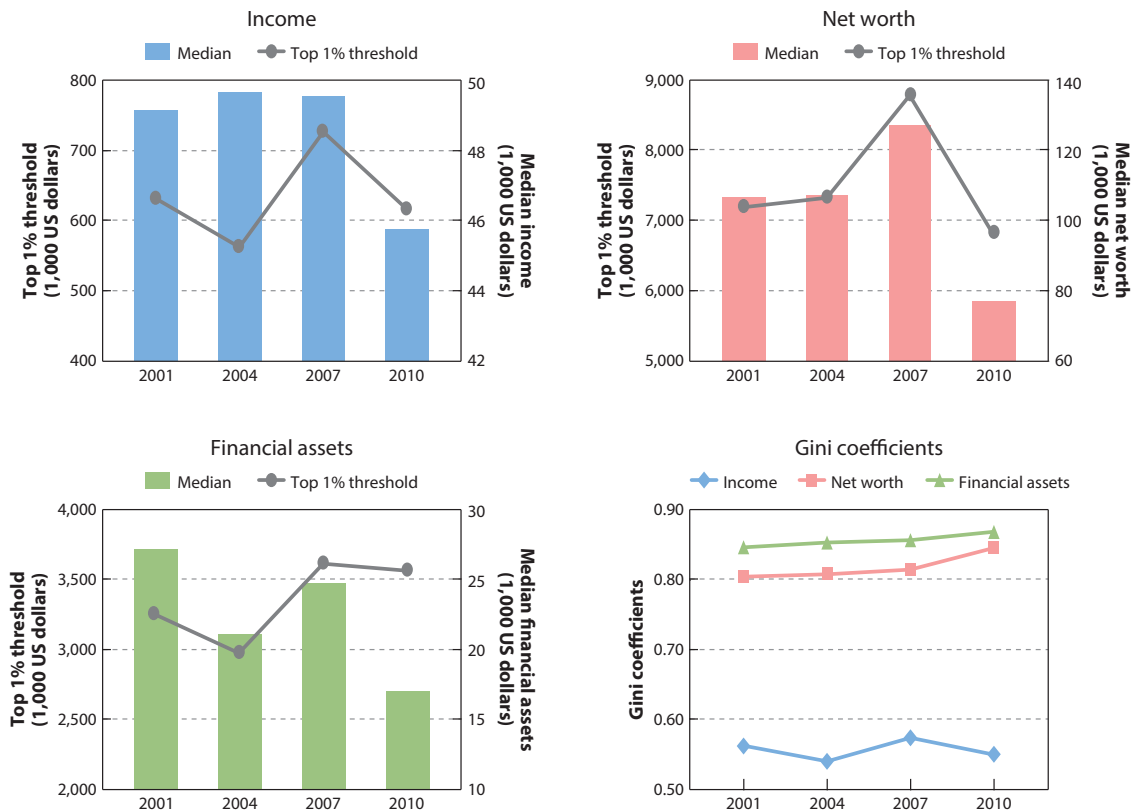 Income
Median
Top 1% threshold
800
700
600
500
400
50
48
46
44
42
Top 1% threshold
(1,000 US dollars)
Median income
(1,000 US dollars)
2001
2004
2007
2010
Net worth
Median
Top 1% threshold
9,000
8,000
7,000
6,000
5,000
140
120
100
80
60
Top 1% threshold
(1,000 US dollars)
Median net worth
(1,000 US dollars)
2001
2004
2007
2010
Financial assets
Median
Top 1% threshold
4,000
3,500
3,000
2,500
2,000
30
25
20
15
10
Top 1% threshold
(1,000 US dollars)
Median financial assets
(1,000 US dollars)
2001
2004
2007
2010
Gini coefficients
Income
Net worth
Financial assets
0.90
0.80
0.70
0.60
0.50
Gini coefficients
2001
2004
2007
2010